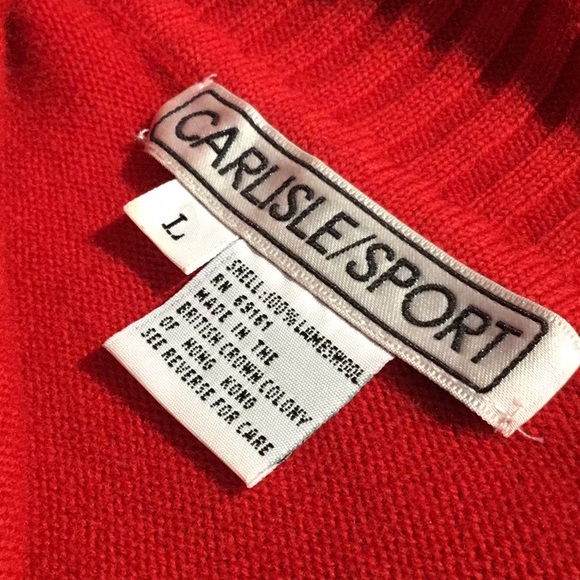 CARLISLE/SPORT
L
SHELL:100% LAMBSWOOL
RN 69161
MADE IN THE
BRITISH CROWN COLONY
OF HONG KONG
SEE REVERSE FOR CARE